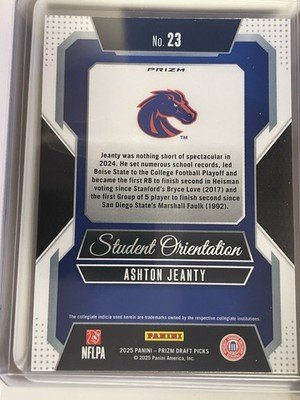 No. 23
PRIZM
TM
Jeanty was nothing short of spectacular in
2024. He set numerous school records, led
Boise State to the College Football Playoff and
became the first RB to finish second in Heisman
voting since Stanford's Bryce Love (2017) and
the first Group of 5 player to finish second since
San Diego State's Marshall Faulk (1992).
Student Orientation
ASHTON JEANTY
The collegiate indicia used herein are trademarks owned by the respective collegiate institutions.
NFLPA
PANINI
2025 PANINI – PRIZM DRAFT PICKS
© 2025 Panini America, Inc.